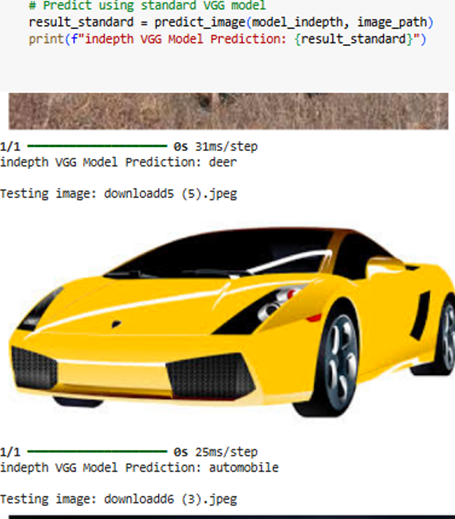 # Predict using standard VGG model
result_standard = predict_image(model_indepth, image_path)
print(f"indepth VGG Model Prediction: {result_standard}")
1/1 ━━━━━━━━━━━━━━━━━━━━ 0s 31ms/step
indepth VGG Model Prediction: deer
Testing image: downloadd5 (5).jpeg
1/1 ━━━━━━━━━━━━━━━━━━━━ 0s 25ms/step
indepth VGG Model Prediction: automobile
Testing image: downloadd6 (3).jpeg